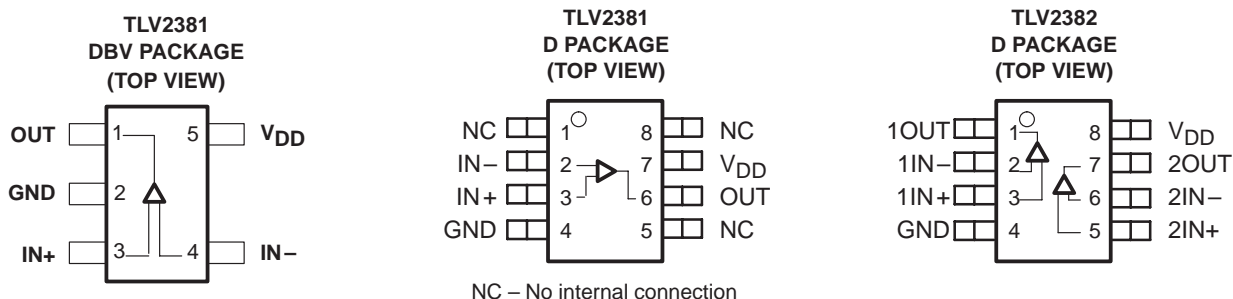 TLV2381
DBV PACKAGE
(TOP VIEW)
OUT 1 5 VDD
GND 2
IN+ 3 4 IN−
TLV2381
D PACKAGE
(TOP VIEW)
NC 1 8 NC
IN− 2 7 VDD
IN+ 3 6 OUT
GND 4 5 NC
NC – No internal connection
TLV2382
D PACKAGE
(TOP VIEW)
1OUT 1 8 VDD
1IN− 2 7 2OUT
1IN+ 3 6 2IN−
GND 4 5 2IN+